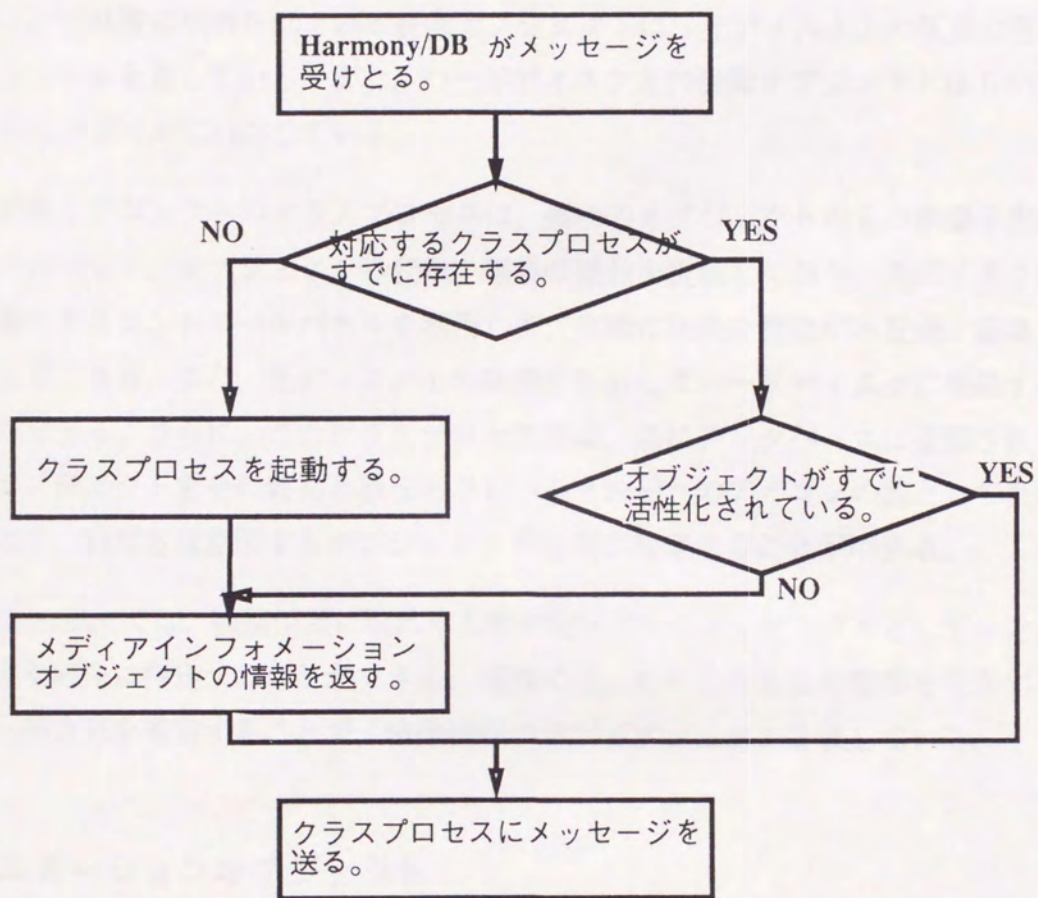 Harmony/DB がメッセージを
受けとる。
NO
YES
対応するクラスプロセスが
すでに存在する。
クラスプロセスを起動する。
オブジェクトがすでに
活性化されている。
YES
NO
メディアインフォメーション
オブジェクトの情報を返す。
クラスプロセスにメッセージを
送る。